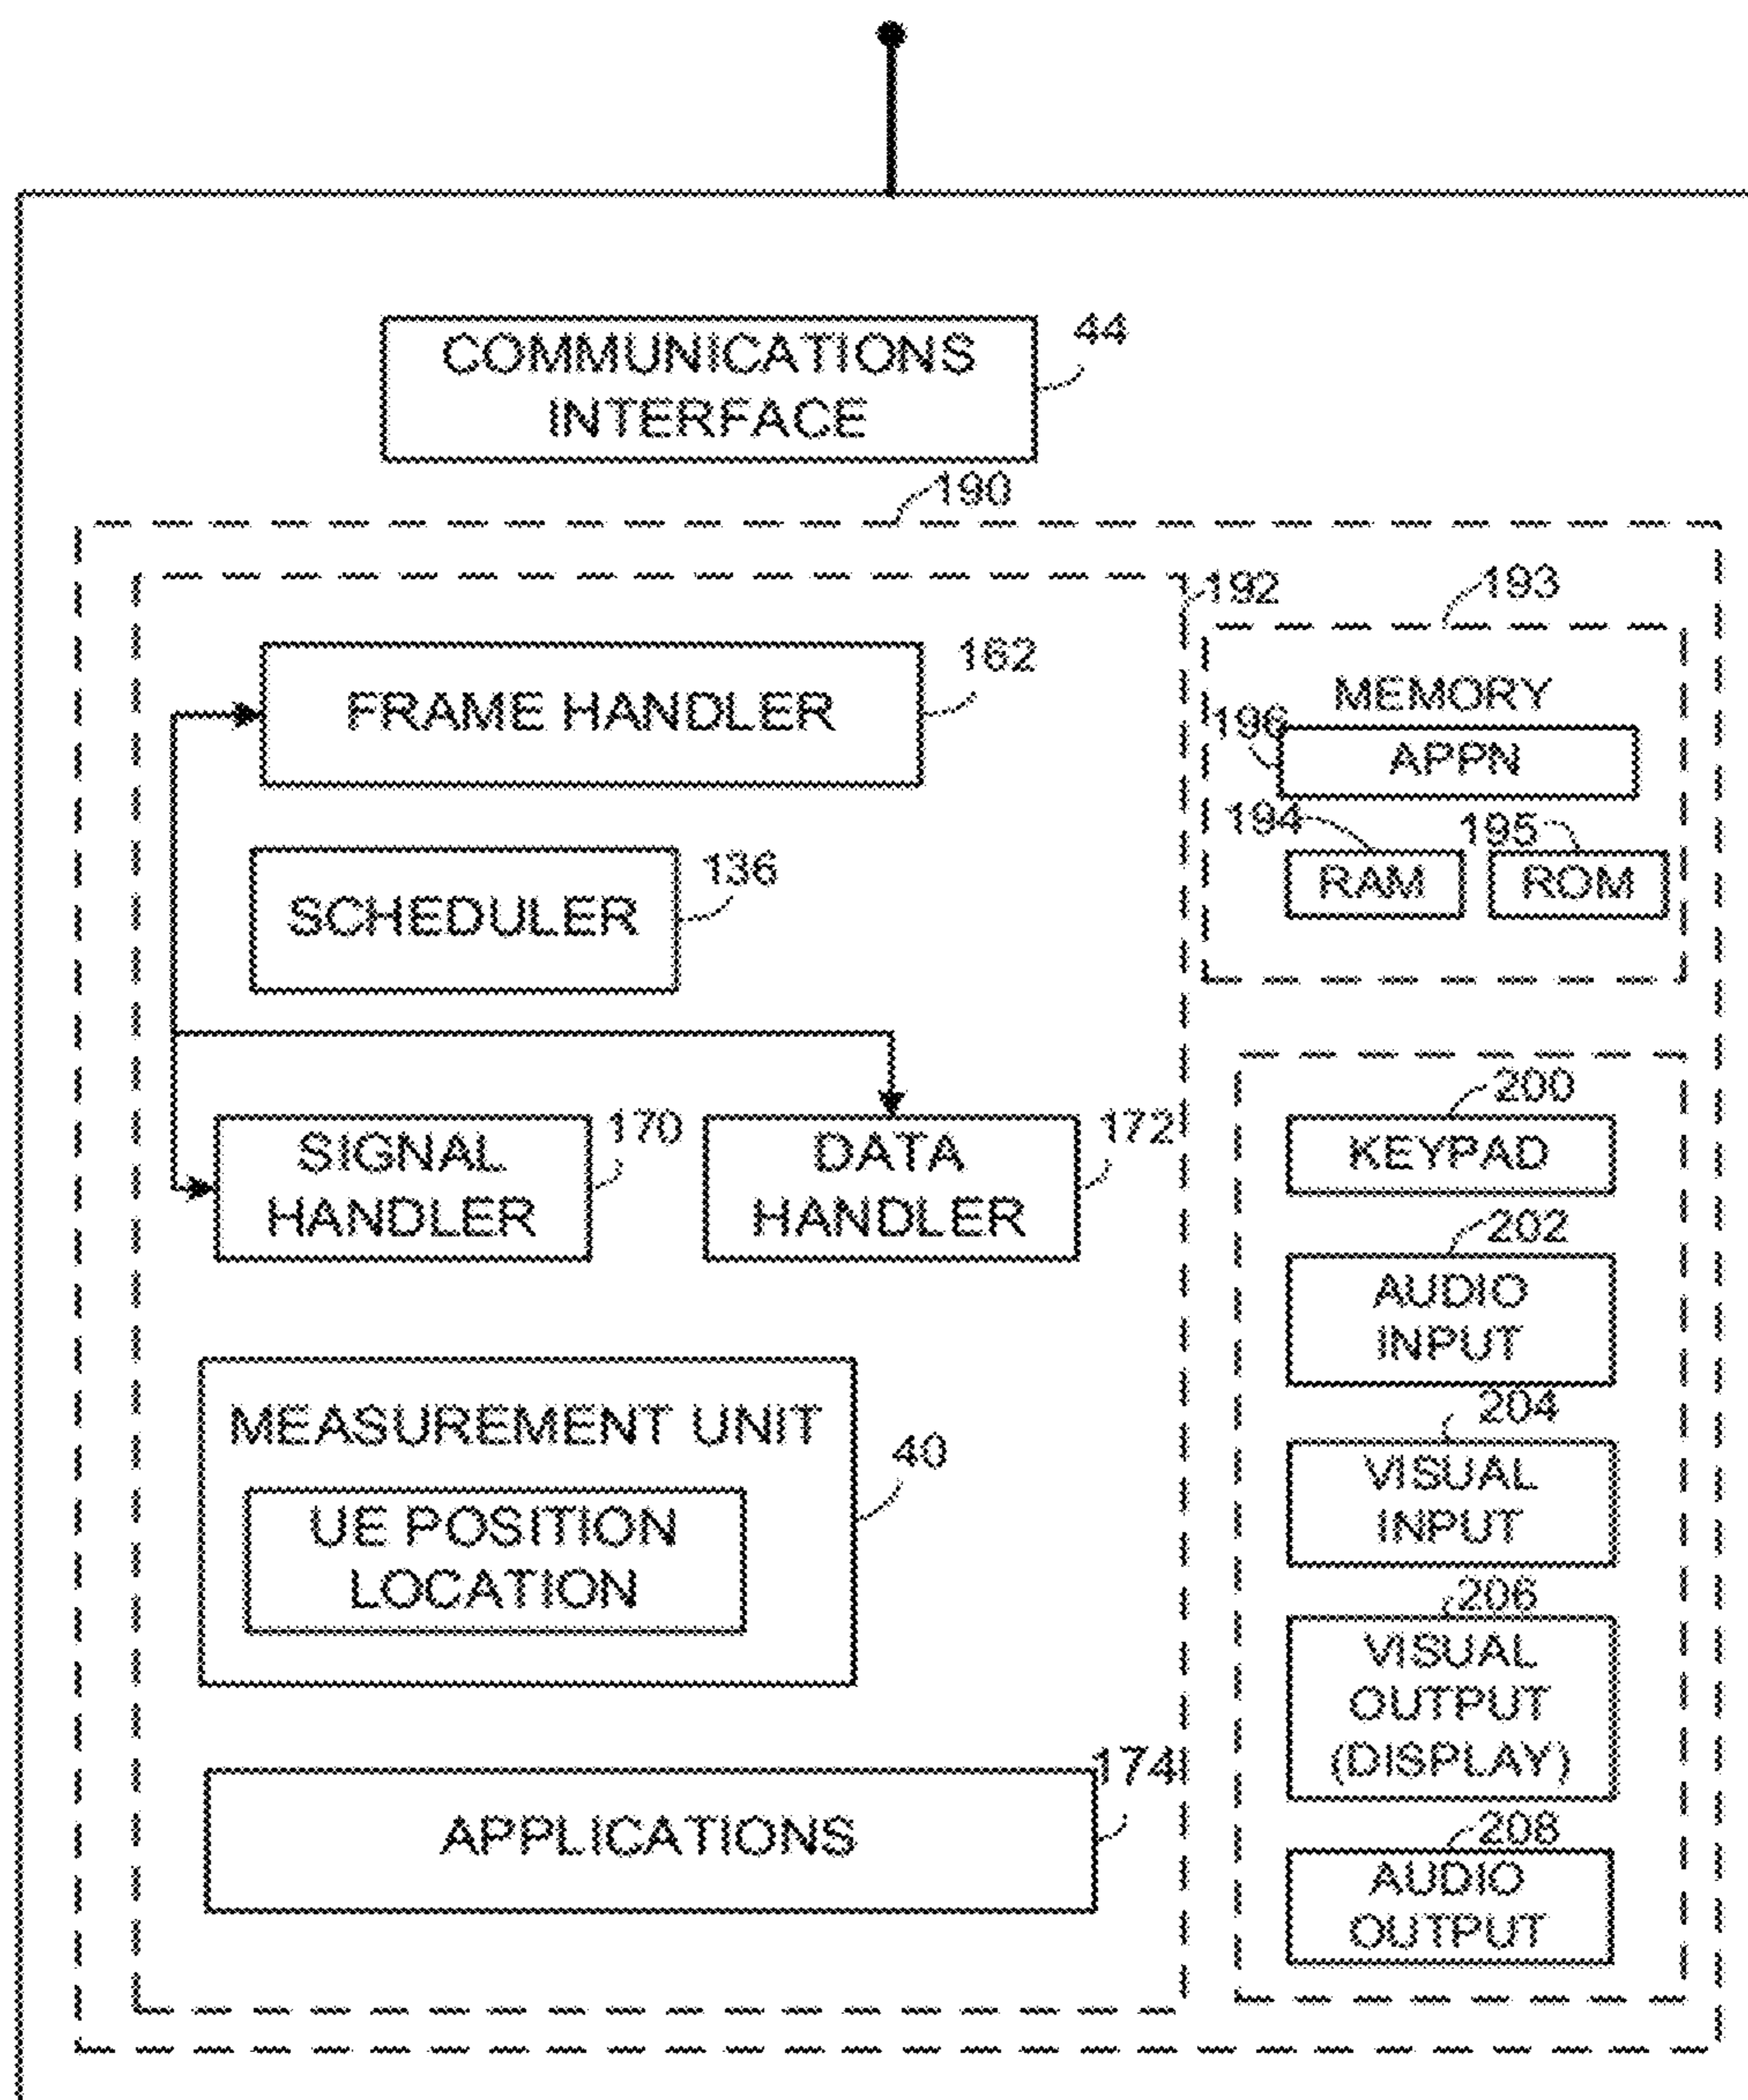 COMMUNICATIONS
INTERFACE
44
190
192
193
FRAME HANDLER
162
MEMORY
196
APPN
194
195
RAM
ROM
SCHEDULER
136
SIGNAL
HANDLER
170
DATA
HANDLER
172
200
KEYPAD
202
AUDIO
INPUT
204
VISUAL
INPUT
206
VISUAL
OUTPUT
(DISPLAY)
208
AUDIO
OUTPUT
MEASUREMENT UNIT
40
UE POSITION
LOCATION
174
APPLICATIONS